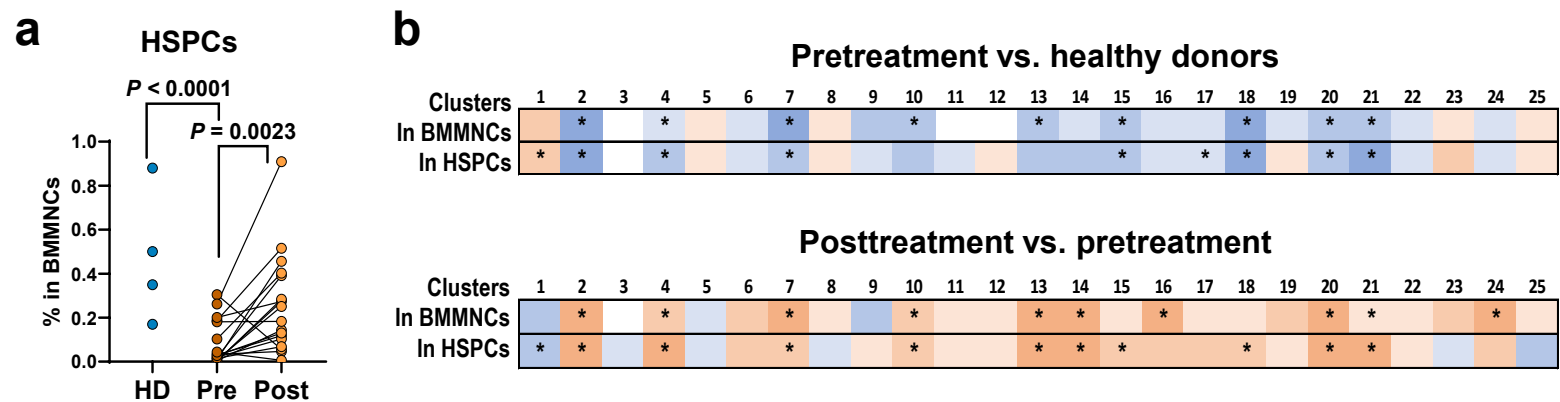 a
HSPCs
P < 0.0001
P = 0.0023
% in BMMNCs
1.0
0.8
0.6
0.4
0.2
0.0
HD Pre Post
b
Pretreatment vs. healthy donors
Clusters 1 2 3 4 5 6 7 8 9 10 11 12 13 14 15 16 17 18 19 20 21 22 23 24 25
In BMMNCs * * * * * * * * *
In HSPCs * * * * * * * * *
Posttreatment vs. pretreatment
Clusters 1 2 3 4 5 6 7 8 9 10 11 12 13 14 15 16 17 18 19 20 21 22 23 24 25
In BMMNCs * * * * * * * * * *
In HSPCs * * * * * * * * * * *